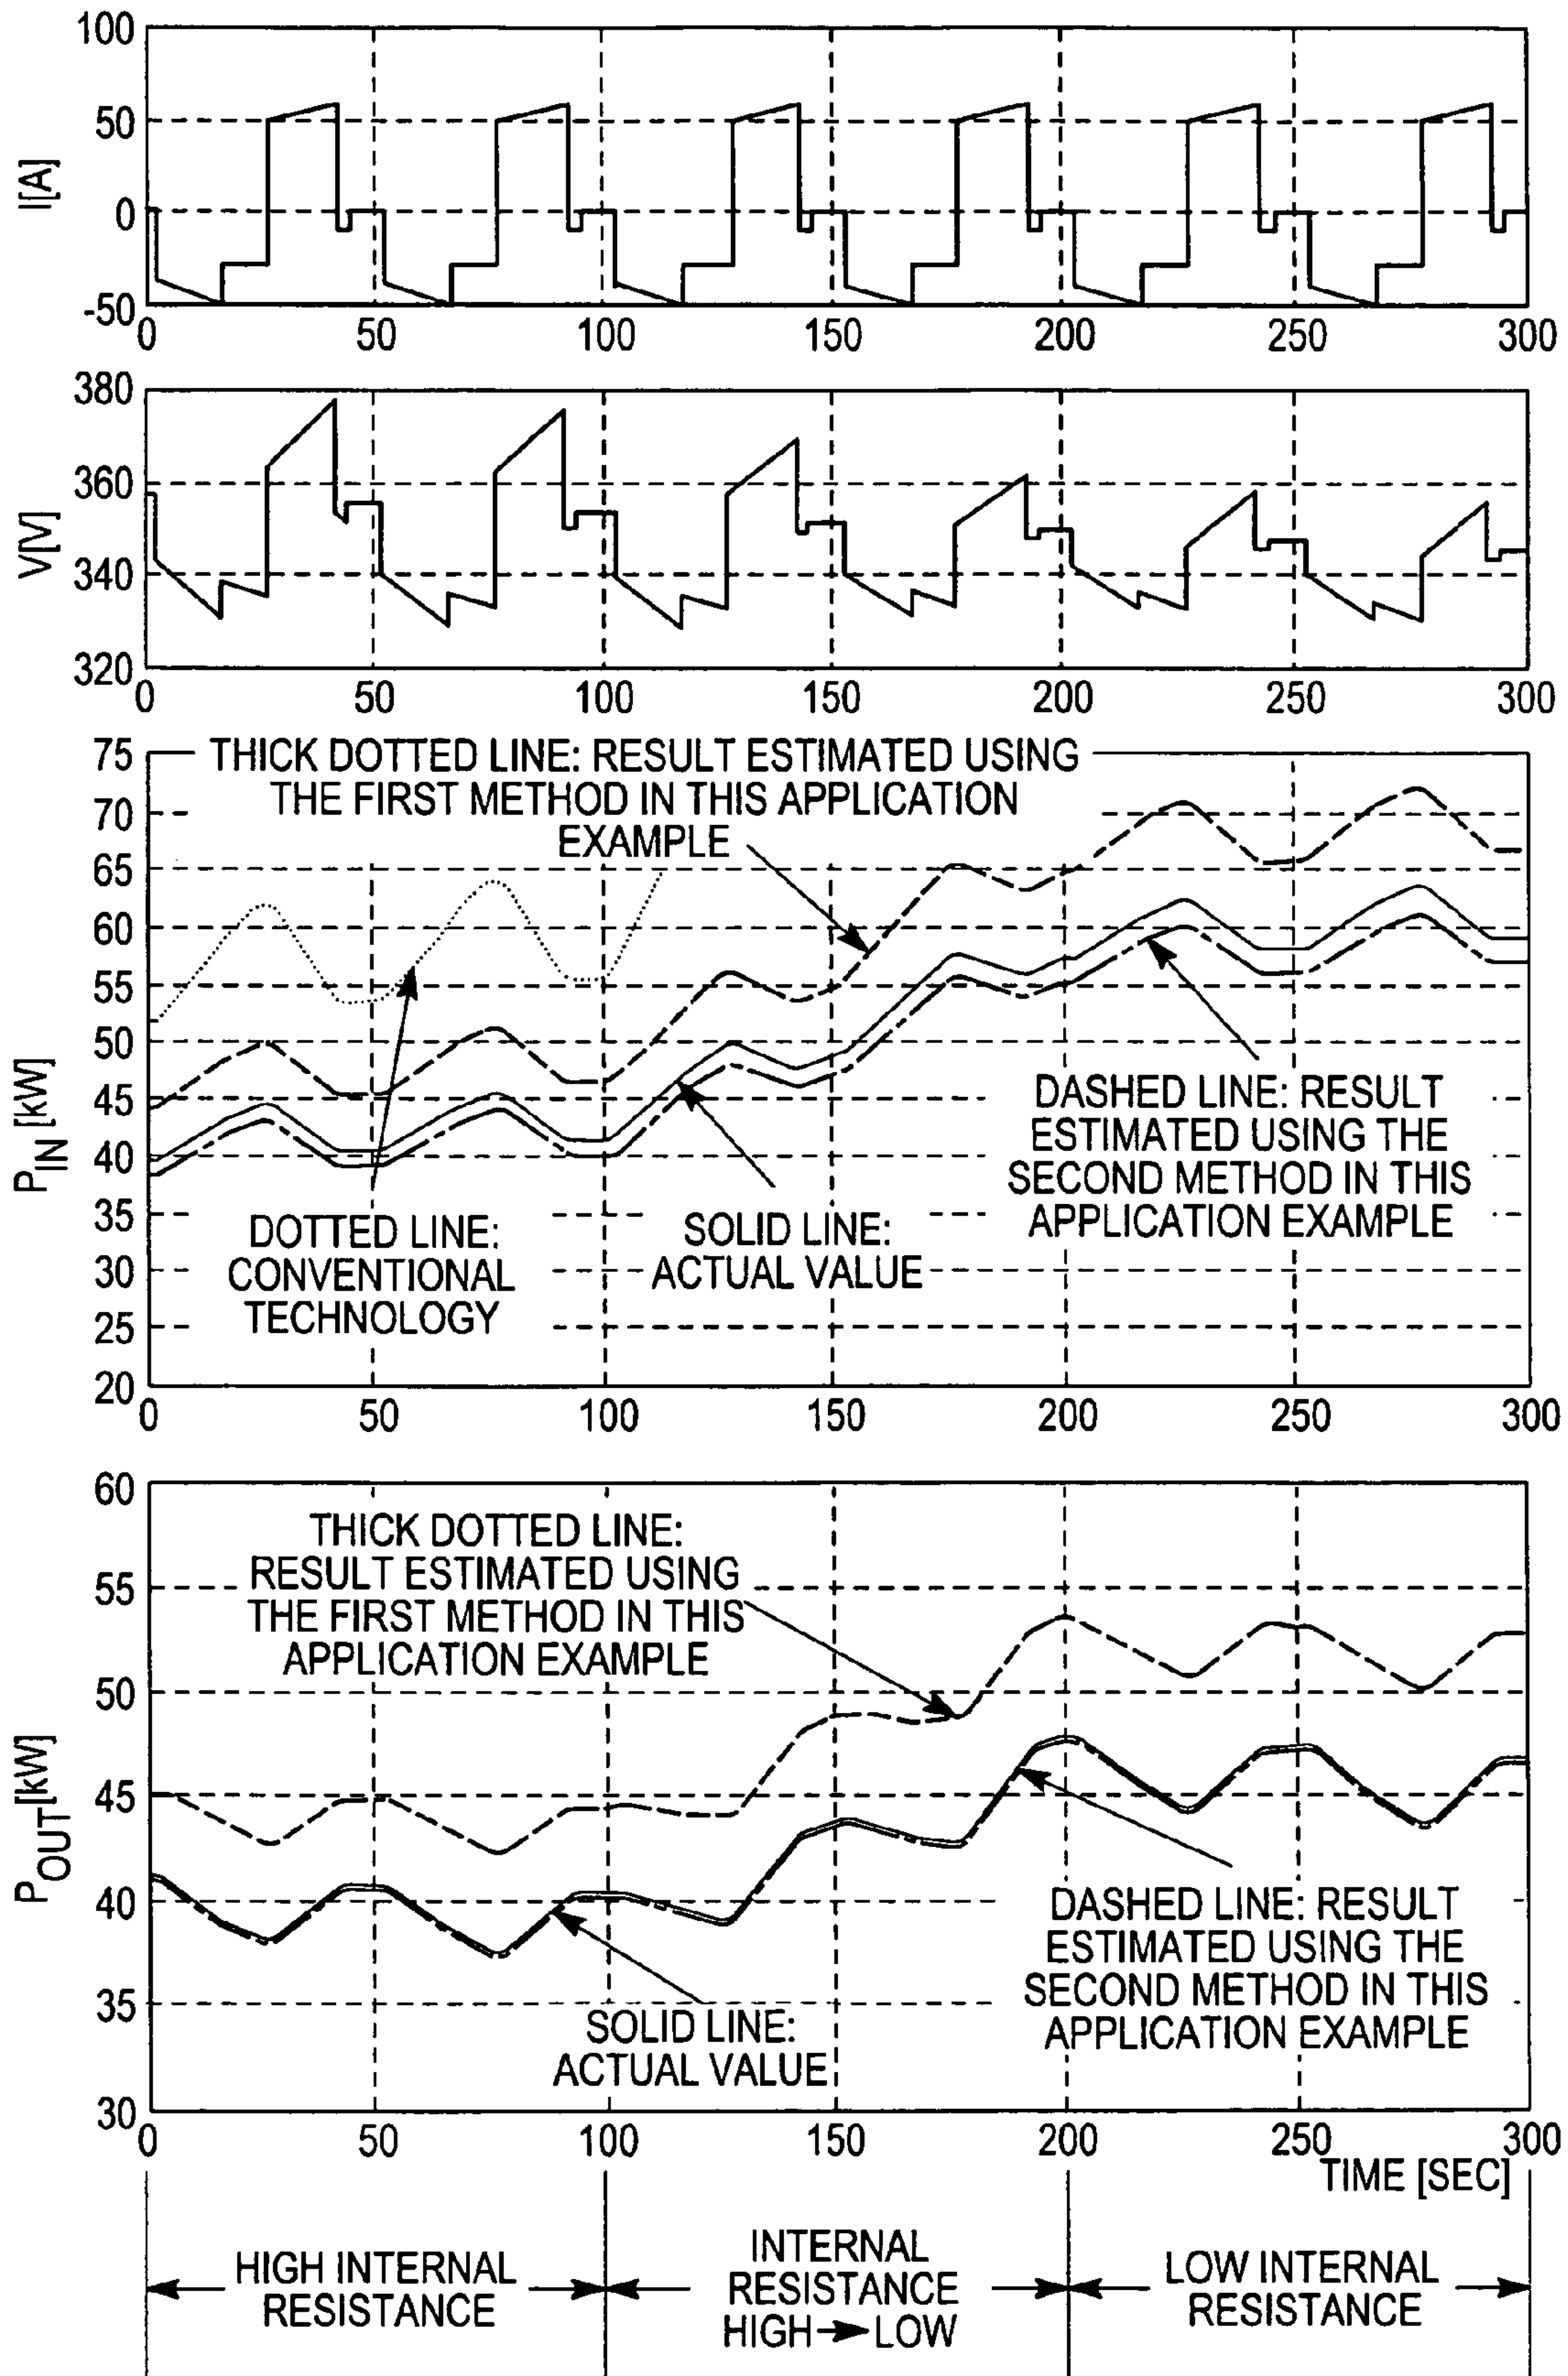 100
50
0
-50
I[A]
0 50 100 150 200 250 300
380
360
340
320
V[V]
0 50 100 150 200 250 300
75
70
65
60
55
50
45
40
35
30
25
20
P_IN [kW]
THICK DOTTED LINE: RESULT ESTIMATED USING
THE FIRST METHOD IN THIS APPLICATION
EXAMPLE
DASHED LINE: RESULT
ESTIMATED USING THE
SECOND METHOD IN THIS
APPLICATION EXAMPLE
DOTTED LINE:
CONVENTIONAL
TECHNOLOGY
SOLID LINE:
ACTUAL VALUE
0 50 100 150 200 250 300
60
55
50
45
40
35
30
P_OUT [kW]
THICK DOTTED LINE:
RESULT ESTIMATED USING
THE FIRST METHOD IN THIS
APPLICATION EXAMPLE
DASHED LINE: RESULT
ESTIMATED USING THE
SECOND METHOD IN THIS
APPLICATION EXAMPLE
SOLID LINE:
ACTUAL VALUE
0 50 100 150 200 250 300
TIME [SEC]
HIGH INTERNAL
RESISTANCE
INTERNAL
RESISTANCE
HIGH→LOW
LOW INTERNAL
RESISTANCE